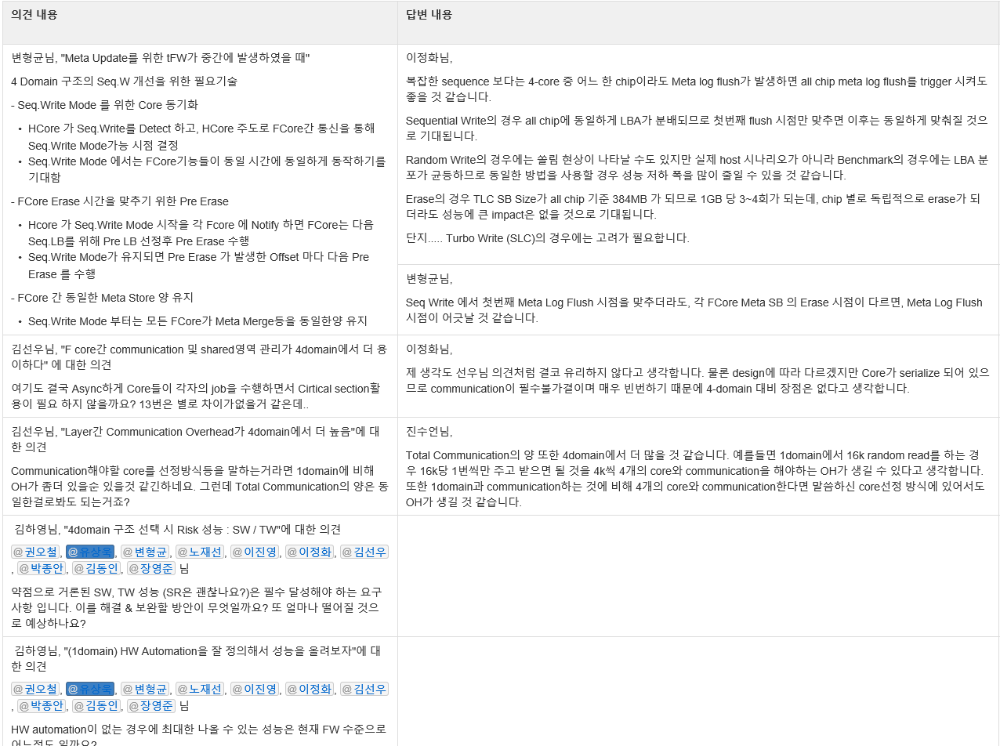 의견 내용
답변 내용
변형균님, "Meta Update를 위한 tFW가 중간에 발생하였을 때"
4 Domain 구조의 Seq.W 개선을 위한 필요기술
- Seq.Write Mode 를 위한 Core 동기화
• HCore 가 Seq.Write를 Detect 하고, HCore 주도로 FCore간 통신을 통해
Seq.Write Mode가능 시점 결정
• Seq.Write Mode 에서는 FCore기능들이 동일 시간에 동일하게 동작하기를
기대함
- FCore Erase 시간을 맞추기 위한 Pre Erase
• Hcore 가 Seq.Write Mode 시작을 각 Fcore 에 Notify 하면 FCore는 다음
Seq.LB를 위해 Pre LB 선정후 Pre Erase 수행
• Seq.Write Mode가 유지되면 Pre Erase 가 발생한 Offset 마다 다음 Pre
Erase 를 수행
- FCore 간 동일한 Meta Store 양 유지
• Seq.Write Mode 부터는 모든 FCore가 Meta Merge등을 동일한양 유지
이정화님,
복잡한 sequence 보다는 4-core 중 어느 한 chip이라도 Meta log flush가 발생하면 all chip meta log flush를 trigger 시켜도
좋을 것 같습니다.
Sequential Write의 경우 all chip에 동일하게 LBA가 분배되므로 첫번째 flush 시점만 맞추면 이후는 동일하게 맞춰질 것으
로 기대됩니다.
Random Write의 경우에는 쏠림 현상이 나타날 수도 있지만 실제 host 시나리오가 아니라 Benchmark의 경우에는 LBA 분
포가 균등하므로 동일한 방법을 사용할 경우 성능 저하 폭을 많이 줄일 수 있을 것 같습니다.
Erase의 경우 TLC SB Size가 all chip 기준 384MB 가 되므로 1GB 당 3~4회가 되는데, chip 별로 독립적으로 erase가 되
더라도 성능에 큰 impact은 없을 것으로 기대됩니다.
단지..... Turbo Write (SLC)의 경우에는 고려가 필요합니다.
변형균님,
Seq Write 에서 첫번째 Meta Log Flush 시점을 맞추더라도, 각 FCore Meta SB 의 Erase 시점이 다르면, Meta Log Flush
시점이 어긋날 것 같습니다.
김선우님, "F core간 communication 및 shared영역 관리가 4domain에서 더 용
이하다" 에 대한 의견
여기도 결국 Async하게 Core들이 각자의 job을 수행하면서 Cirtical section활
용이 필요 하지 않을까요? 13번은 별로 차이가없을거 같은데..
이정화님,
제 생각도 선우님 의견처럼 결코 유리하지 않다고 생각합니다. 물론 design에 따라 다르겠지만 Core가 serialize 되어 있으
므로 communication이 필수불가결이며 매우 빈번하기 때문에 4-domain 대비 장점은 없다고 생각합니다.
김선우님, "Layer간 Communication Overhead가 4domain에서 더 높음"에 대
한 의견
Communication해야할 core를 선정방식등을 말하는거라면 1domain에 비해
OH가 좀더 있을순 있을것 같긴하네요. 그런데 Total Communication의 양은 동
일한걸로봐도 되는거죠?
진수언님,
Total Communication의 양 또한 4domain에서 더 많을 것 같습니다. 예를들면 1domain에서 16k random read를 하는 경
우 16k당 1번씩만 주고 받으면 될 것을 4k씩 4개의 core와 communication을 해야하는 OH가 생길 수 있다고 생각합니다.
또한 1domain과 communication하는 것에 비해 4개의 core와 communication한다면 말씀하신 core선정 방식에 있어서도
OH가 생길 것 같습니다.
김하영님, "4domain 구조 선택 시 Risk 성능 : SW / TW"에 대한 의견
@권오철, @유상욱, @변형균, @노재선, @이진영, @이정화, @김선우
, @박종안, @김동인, @장영준 님
약점으로 거론된 SW, TW 성능 (SR은 괜찮나요?)은 필수 달성해야 하는 요구
사항 입니다. 이를 해결 & 보완할 방안이 무엇일까요? 또 얼마나 떨어질 것으
로 예상하나요?
김하영님, "(1domain) HW Automation을 잘 정의해서 성능을 올려보자"에 대
한 의견
@권오철, @유상욱, @변형균, @노재선, @이진영, @이정화, @김선우
, @박종안, @김동인, @장영준 님
HW automation이 없는 경우에 최대한 나올 수 있는 성능은 현재 FW 수준으로
어느정도 일까요?